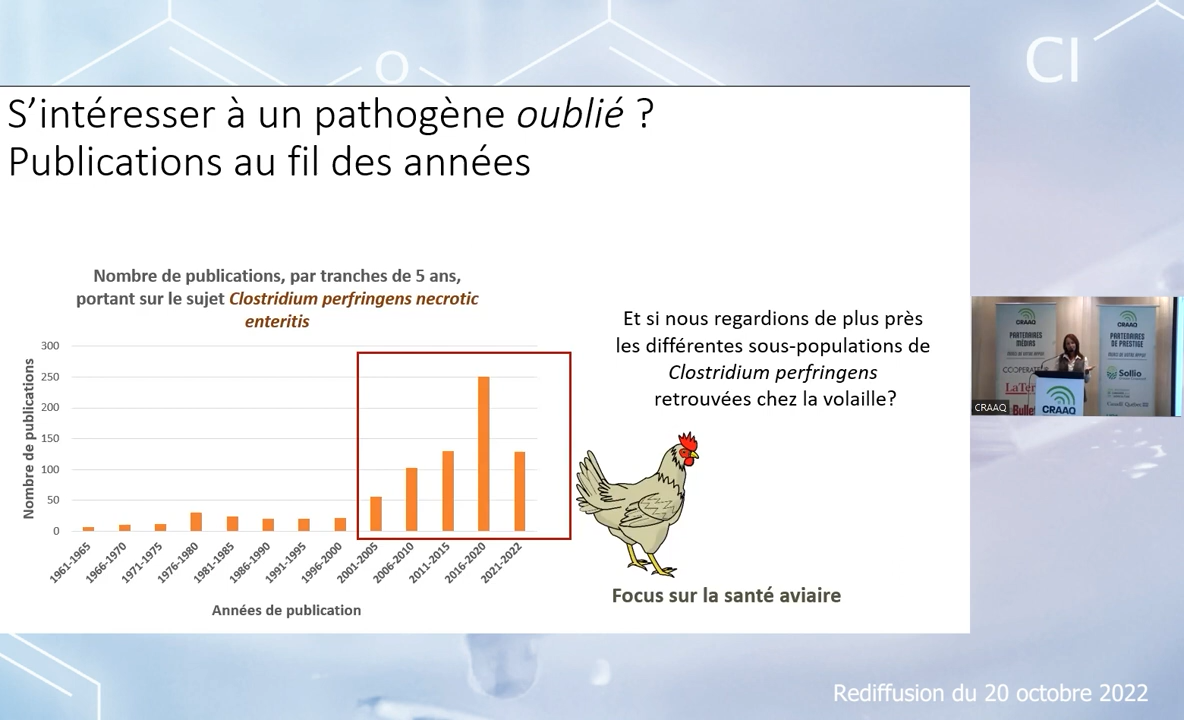 O
Cl
S’intéresser à un pathogène oublié ?
Publications au fil des années
Nombre de publications, par tranches de 5 ans,
portant sur le sujet Clostridium perfringens necrotic
enteritis
Nombre de publications
300
250
200
150
100
50
0
1961-1965
1966-1970
1971-1975
1976-1980
1981-1985
1986-1990
1991-1995
1996-2000
2001-2005
2006-2010
2011-2015
2016-2020
2021-2022
Années de publication
Et si nous regardions de plus près
les différentes sous-populations de
Clostridium perfringens
retrouvées chez la volaille?
Focus sur la santé aviaire
CRAAQ
PARTENAIRES
MÉDIAS
CRAAQ
PARTENAIRES
DE PRESTIGE
Sollio
CRAAQ
CRAAQ
Rediffusion du 20 octobre 2022